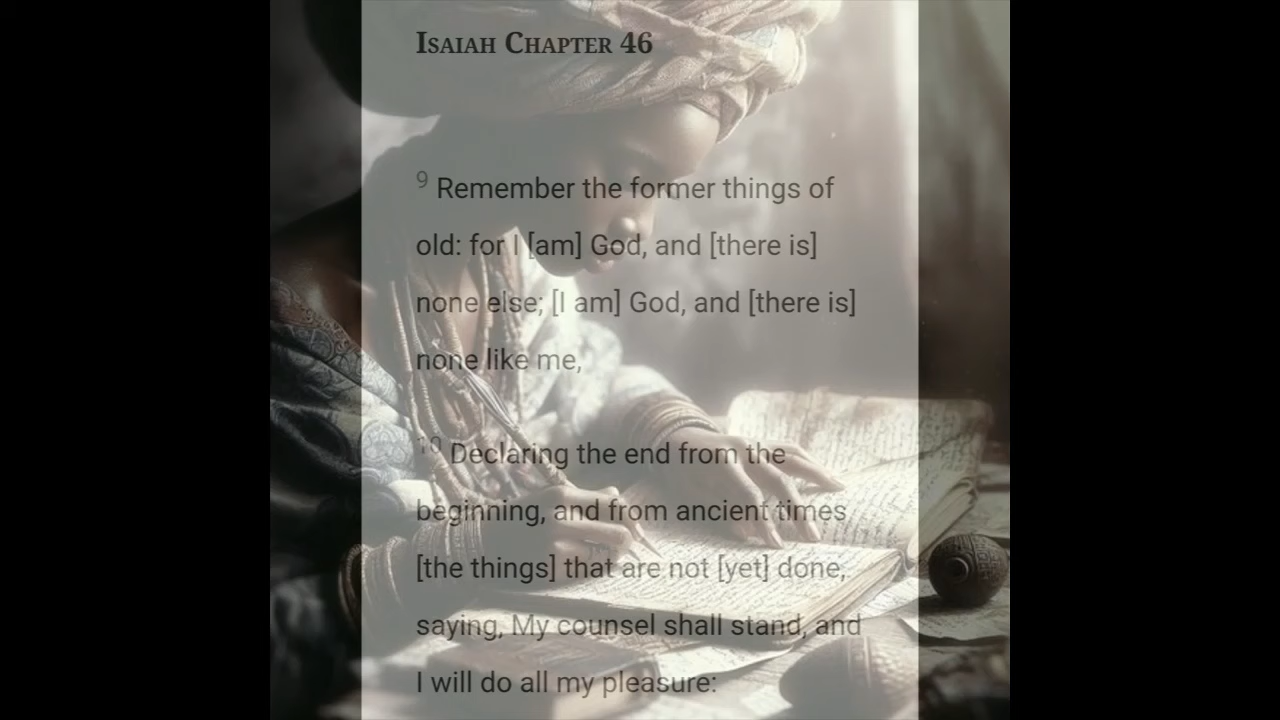 Isaiah Chapter 46
9 Remember the former things of
old: for I [am] God, and [there is]
none else; [I am] God, and [there is]
none like me,
10 Declaring the end from the
beginning, and from ancient times
[the things] that are not [yet] done,
saying, My counsel shall stand, and
I will do all my pleasure: